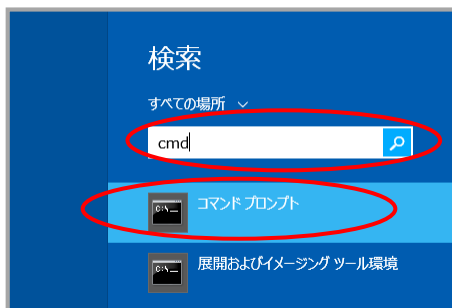 検索
すべての場所
cmd
C:\_
コマンド プロンプト
C:\_
展開およびイメージング ツール環境